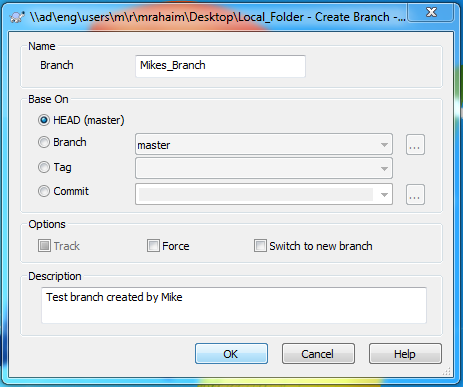 \\ad\eng\users\m\r\mrahaim\Desktop\Local_Folder - Create Branch -...
Name
Branch Mikes_Branch
Base On
HEAD (master)
Branch master ...
Tag
Commit ...
Options
Track Force Switch to new branch
Description
Test branch created by Mike
OK Cancel Help